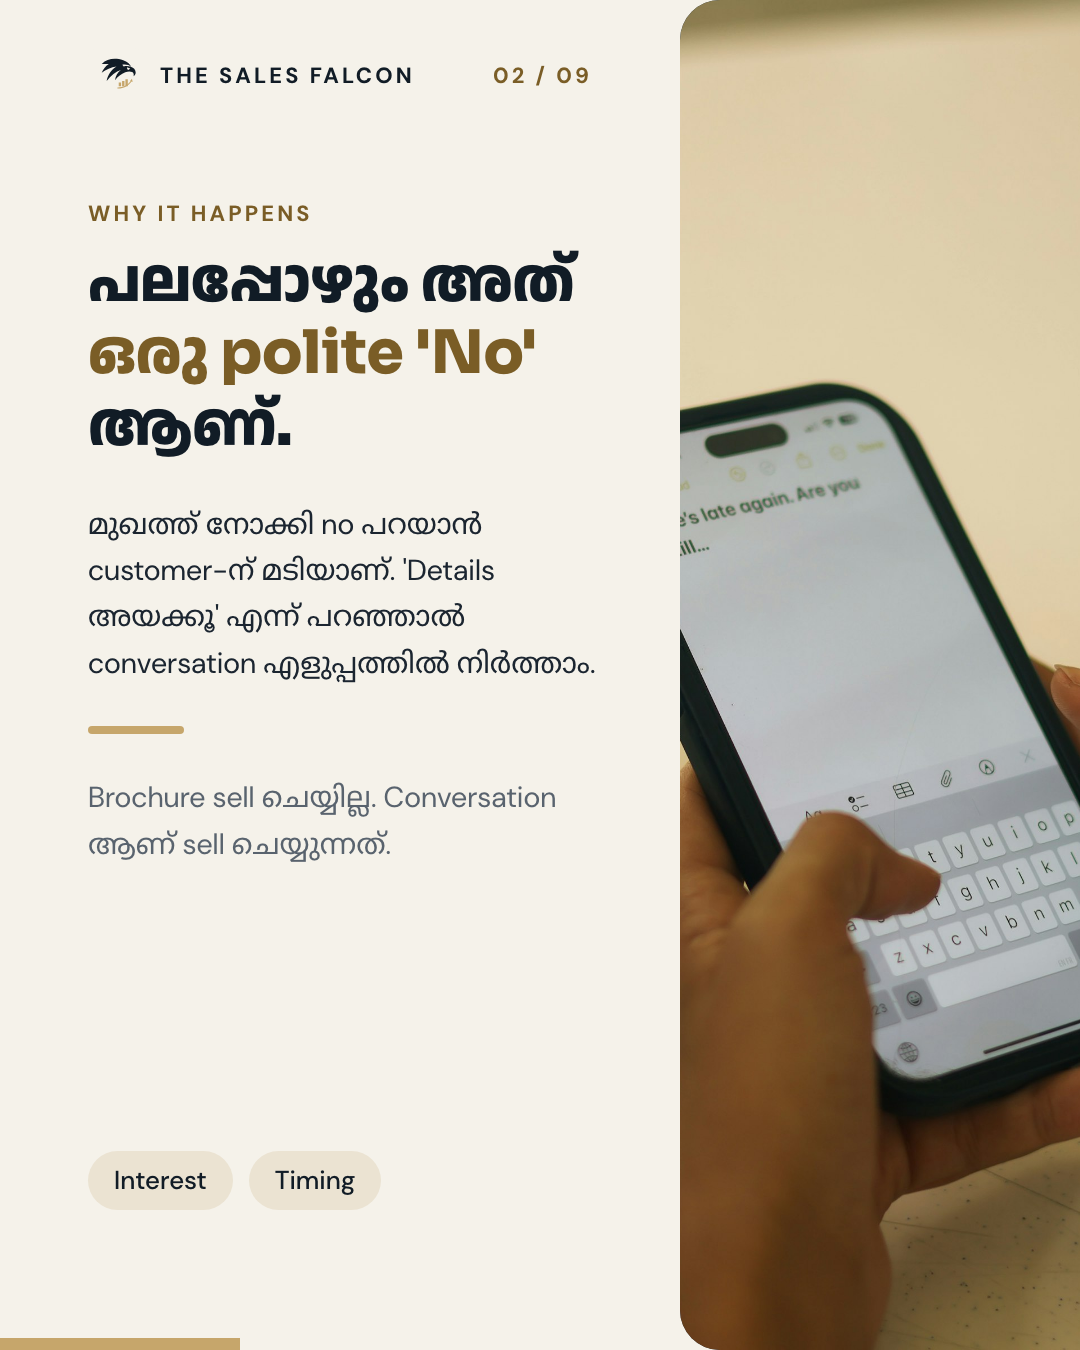 THE SALES FALCON
02 / 09
WHY IT HAPPENS
പലപ്പോഴും അത്
ഒരു polite 'No'
ആണ്.
മുഖത്ത് നോക്കി no പറയാൻ
customer-ന് മടിയാണ്. 'Details
അയക്കൂ' എന്ന് പറഞ്ഞാൽ
conversation എളുപ്പത്തിൽ നിർത്താം.
Brochure sell ചെയ്യില്ല. Conversation
ആണ് sell ചെയ്യുന്നത്.
Interest
Timing
e's late again. Are you
ill...
t y u i o p
f g h j k l
z x c v b n m